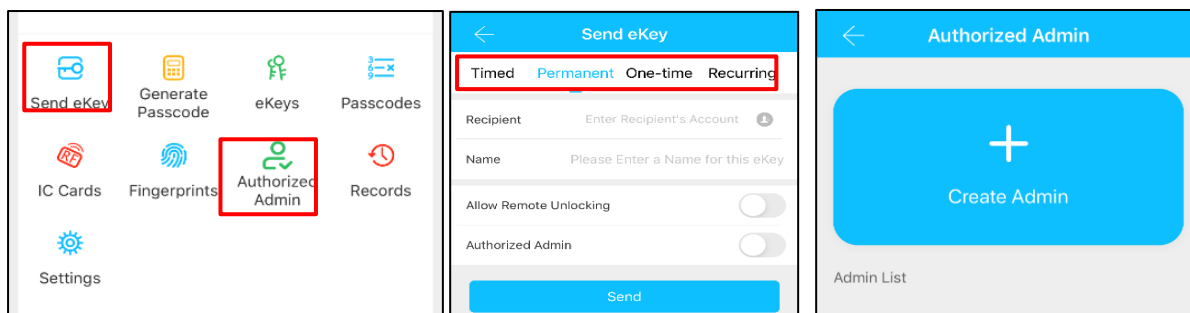 Send eKey
Generate
Passcode
eKeys
Passcodes
IC Cards
Fingerprints
Authorized
Admin
Records
Settings
Send eKey
Timed Permanent One-time Recurring
Recipient Enter Recipient's Account
Name Please Enter a Name for this eKey
Allow Remote Unlocking
Authorized Admin
Send
Authorized Admin
Create Admin
Admin List